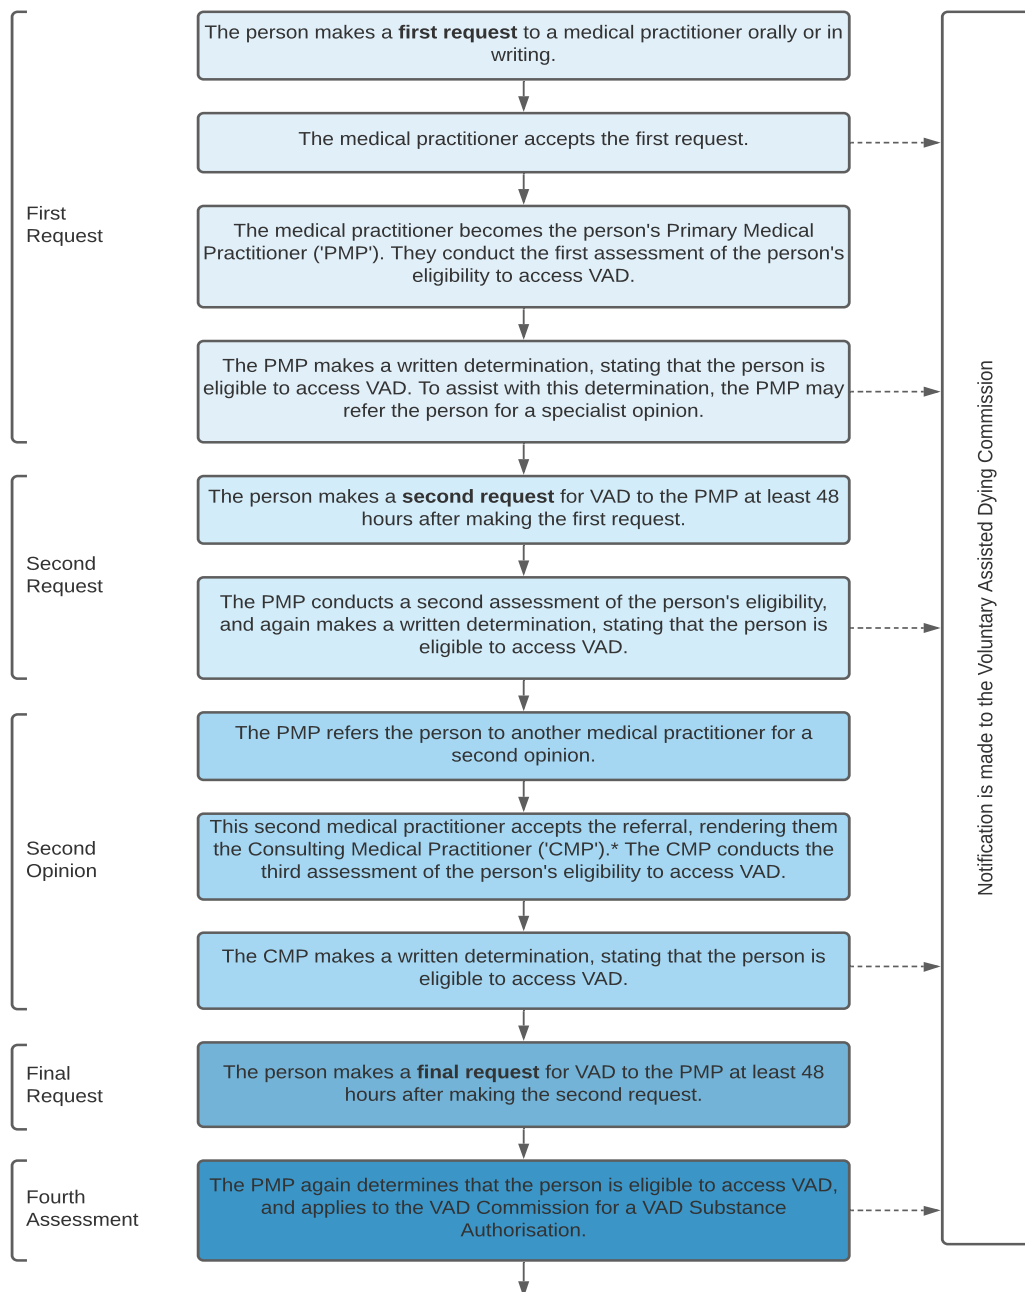 The person makes a first request to a medical practitioner orally or in
writing.
The medical practitioner accepts the first request.
First
Request
The medical practitioner becomes the person's Primary Medical
Practitioner ('PMP'). They conduct the first assessment of the person's
eligibility to access VAD.
The PMP makes a written determination, stating that the person is
eligible to access VAD. To assist with this determination, the PMP may
refer the person for a specialist opinion.
Second
Request
The person makes a second request for VAD to the PMP at least 48
hours after making the first request.
The PMP conducts a second assessment of the person's eligibility,
and again makes a written determination, stating that the person is
eligible to access VAD.
Second
Opinion
The PMP refers the person to another medical practitioner for a
second opinion.
This second medical practitioner accepts the referral, rendering them
the Consulting Medical Practitioner ('CMP').* The CMP conducts the
third assessment of the person's eligibility to access VAD.
The CMP makes a written determination, stating that the person is
eligible to access VAD.
Final
Request
The person makes a final request for VAD to the PMP at least 48
hours after making the second request.
Fourth
Assessment
The PMP again determines that the person is eligible to access VAD,
and applies to the VAD Commission for a VAD Substance
Authorisation.
Notification is made to the Voluntary Assisted Dying Commission